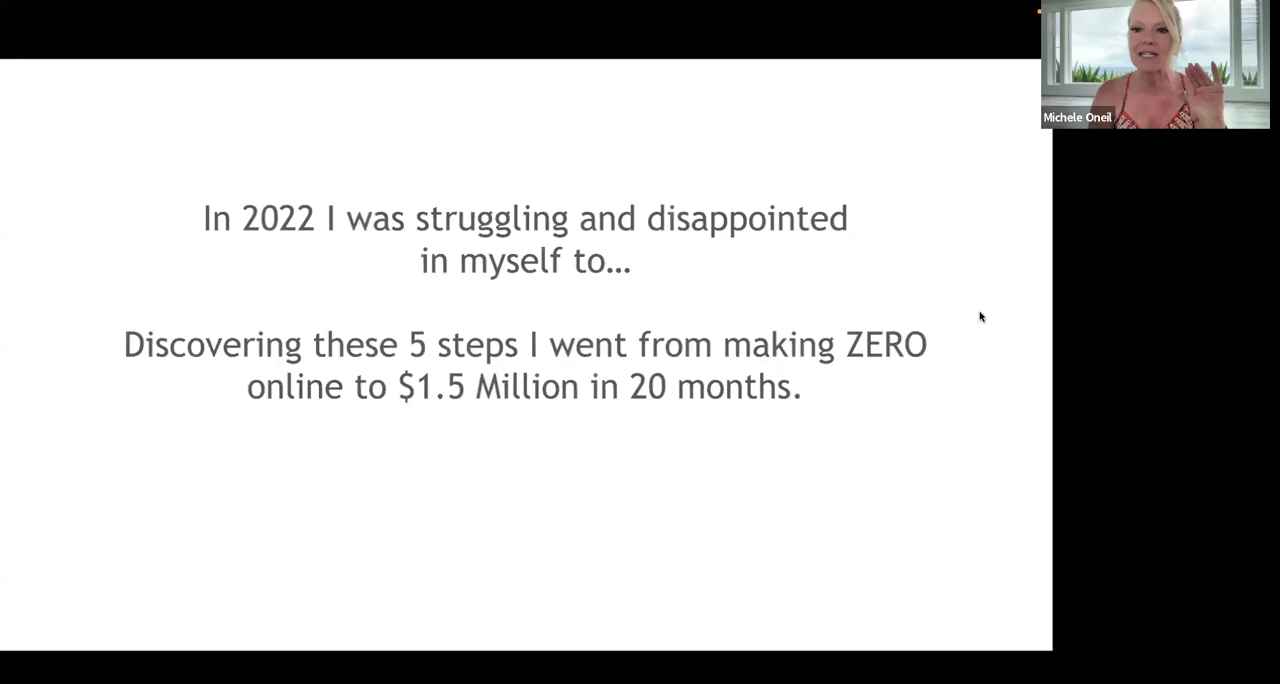 Michele Oneil
In 2022 I was struggling and disappointed
in myself to...
Discovering these 5 steps I went from making ZERO
online to $1.5 Million in 20 months.